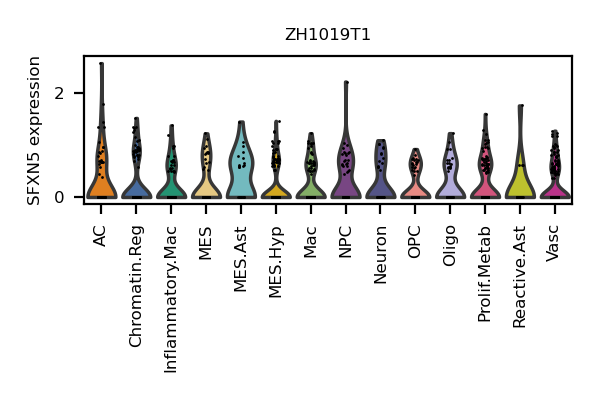 ZH1019T1
SFXN5 expression
2
0
AC
Chromatin.Reg
Inflammatory.Mac
MES
MES.Ast
MES.Hyp
Mac
NPC
Neuron
OPC
Oligo
Prolif.Metab
Reactive.Ast
Vasc